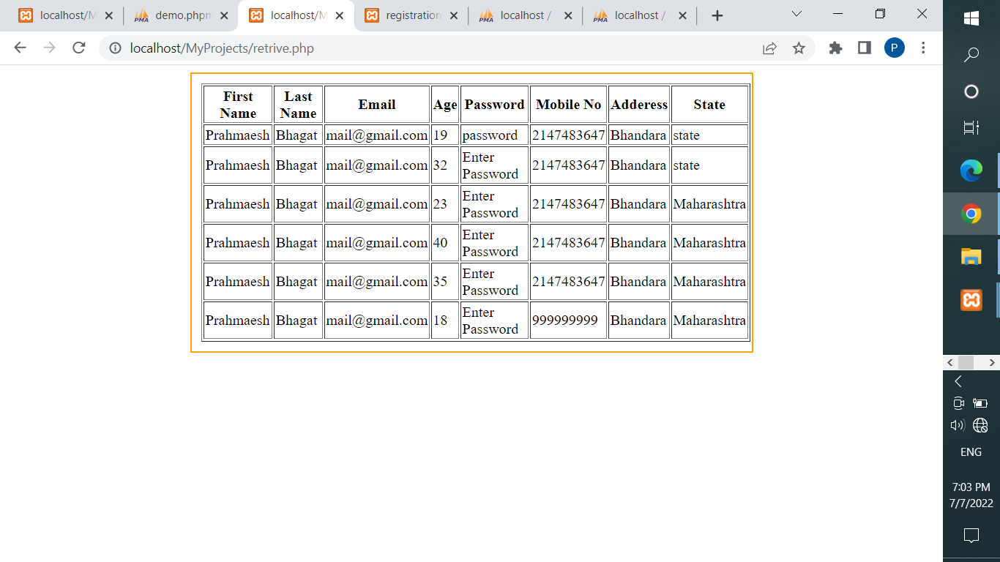 localhost/M
demo.phpm
localhost/M
registration
localhost /
localhost /
localhost/MyProjects/retrive.php
P
First Name Last Name Email Age Password Mobile No Adderess State
Prahmaesh Bhagat mail@gmail.com 19 password 2147483647 Bhandara state
Prahmaesh Bhagat mail@gmail.com 32 Enter Password 2147483647 Bhandara state
Prahmaesh Bhagat mail@gmail.com 23 Enter Password 2147483647 Bhandara Maharashtra
Prahmaesh Bhagat mail@gmail.com 40 Enter Password 2147483647 Bhandara Maharashtra
Prahmaesh Bhagat mail@gmail.com 35 Enter Password 2147483647 Bhandara Maharashtra
Prahmaesh Bhagat mail@gmail.com 18 Enter Password 999999999 Bhandara Maharashtra
ENG
7:03 PM
7/7/2022